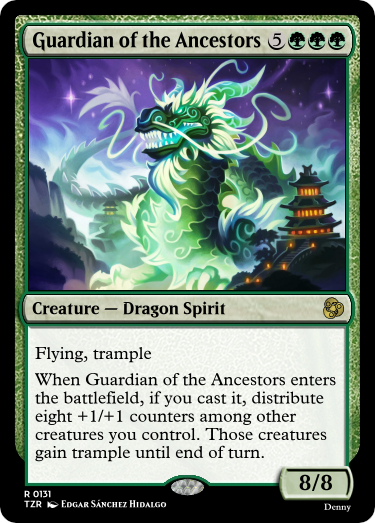 Guardian of the Ancestors 5
Creature — Dragon Spirit
Flying, trample
When Guardian of the Ancestors enters
the battlefield, if you cast it, distribute
eight +1/+1 counters among other
creatures you control. Those creatures
gain trample until end of turn.
8/8
R 0131
TZR Edgar Sánchez Hidalgo
Denny